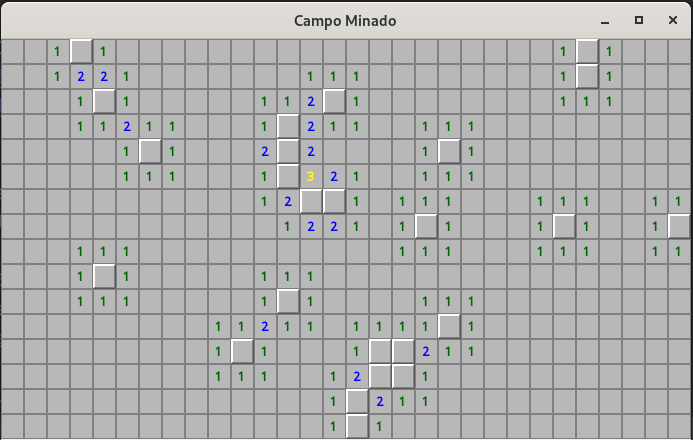 Campo Minado
1 1 1 1
1 2 2 1 1 1 1 1 1
1 1 1 1 2 1 1 1 1
1 1 2 1 1 1 2 1 1 1 1 1
1 1 2 2 1 1
1 1 1 1 3 2 1 1 1 1
1 2 1 1 1 1 1 1 1 1 1
1 2 2 1 1 1 1 1 1
1 1 1 1 1 1 1 1 1 1 1
1 1 1 1 1
1 1 1 1 1 1 1 1
1 1 2 1 1 1 1 1 1 1
1 1 1 2 1 1
1 1 1 1 2 1
1 2 1 1
1 1